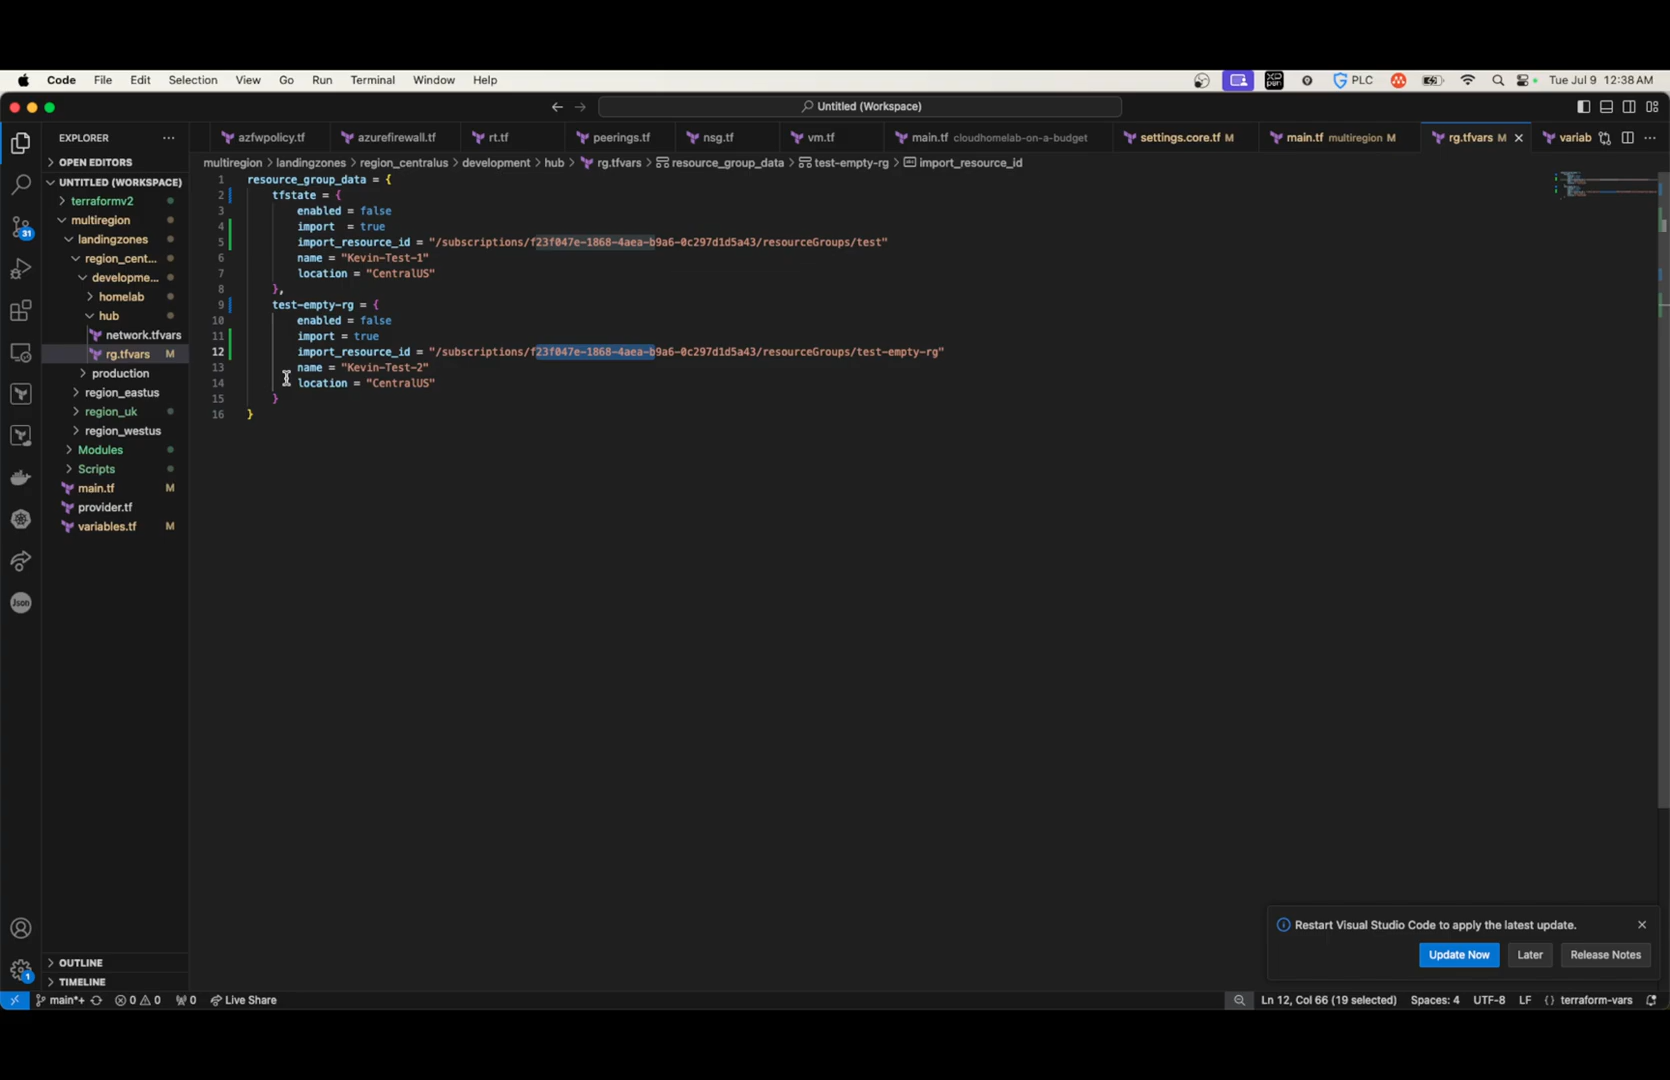 Code File Edit Selection View Go Run Terminal Window Help PLC Tue Jul 9 12:38 AM
Untitled (Workspace)
EXPLORER
azfwpolicy.tf azurefirewall.tf rt.tf peerings.tf nsg.tf vm.tf main.tf cloudhomelab-on-a-budget settings.core.tf M main.tf multiregion M rg.tfvars M variab
multiregion > landingzones > region_centralus > development > hub > rg.tfvars > resource_group_data > test-empty-rg > import_resource_id
OPEN EDITORS
UNTITLED (WORKSPACE)
terraformv2
multiregion
landingzones
region_cent...
developme...
homelab
hub
network.tfvars
rg.tfvars M
production
region_eastus
region_uk
region_westus
Modules
Scripts
main.tf M
provider.tf
variables.tf M
OUTLINE
TIMELINE
31
Json
1
1 resource_group_data = {
2 tfstate = {
3 enabled = false
4 import = true
5 import_resource_id = "/subscriptions/f23f047e-1868-4aea-b9a6-0c297d1d5a43/resourceGroups/test"
6 name = "Kevin-Test-1"
7 location = "CentralUS"
8 },
9 test-empty-rg = {
10 enabled = false
11 import = true
12 import_resource_id = "/subscriptions/f23f047e-1868-4aea-b9a6-0c297d1d5a43/resourceGroups/test-empty-rg"
13 name = "Kevin-Test-2"
14 location = "CentralUS"
15 }
16 }
Restart Visual Studio Code to apply the latest update.
Update Now Later Release Notes
main*+ 0 0 0 Live Share Ln 12, Col 66 (19 selected) Spaces: 4 UTF-8 LF {} terraform-vars